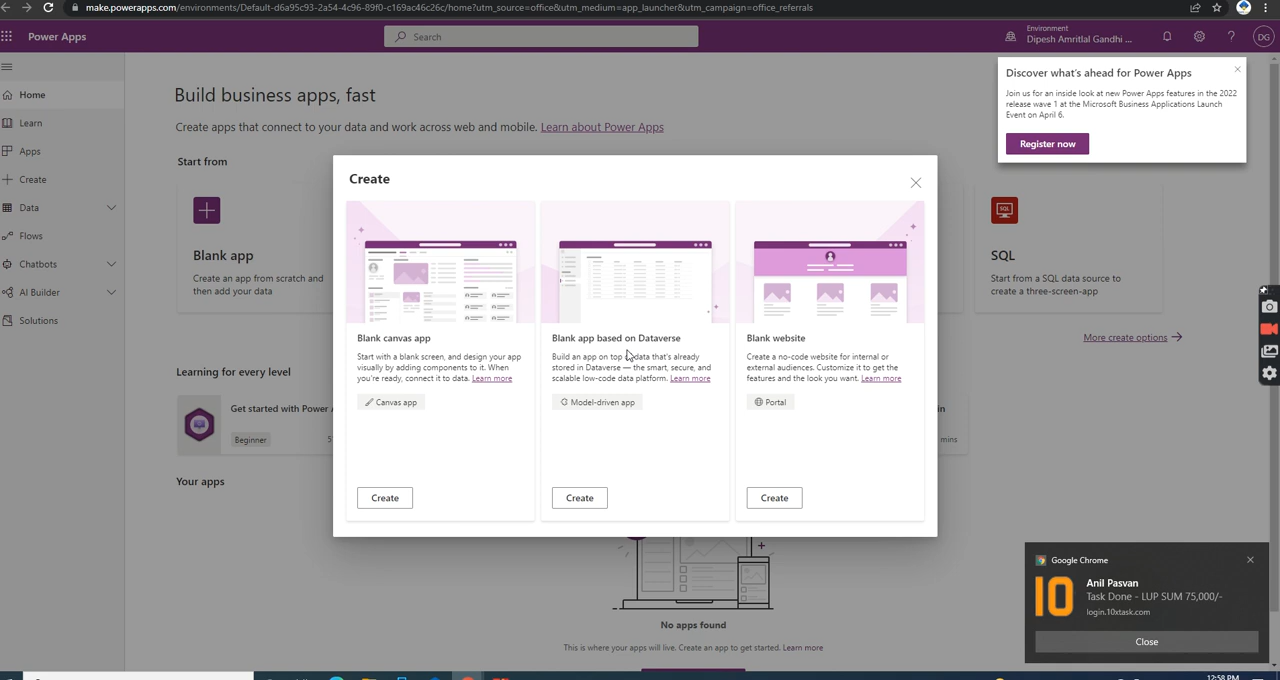 make.powerapps.com/environments/Default-d6a95c93-2a54-4c96-89f0-c169ac46c26c/home?utm_source=office&utm_medium=app_launcher&utm_campaign=office_referrals
Power Apps
Search
Environment
Dipesh Amritlal Gandhi ...
?
DG
Home
Learn
Apps
Create
Data
Flows
Chatbots
AI Builder
Solutions
Build business apps, fast
Create apps that connect to your data and work across web and mobile. Learn about Power Apps
Start from
Blank app
Create an app from scratch and
then add your data
SQL
SQL
Start from a SQL data source to
create a three-screen-app
More create options
Learning for every level
Get started with Power A
Beginner
in
mins
Your apps
No apps found
This is where your apps will live. Create an app to get started. Learn more
Discover what's ahead for Power Apps
Join us for an inside look at new Power Apps features in the 2022
release wave 1 at the Microsoft Business Applications Launch
Event on April 6.
Register now
Create
Blank canvas app
Start with a blank screen, and design your app
visually by adding components to it. When
you're ready, connect it to data. Learn more
Canvas app
Create
Blank app based on Dataverse
Build an app on top data that's already
stored in Dataverse — the smart, secure, and
scalable low-code data platform. Learn more
Model-driven app
Create
Blank website
Create a no-code website for internal or
external audiences. Customize it to get the
features and the look you want. Learn more
Portal
Create
Google Chrome
10
Anil Pasvan
Task Done - LUP SUM 75,000/-
login.10xtask.com
Close
12:58 PM